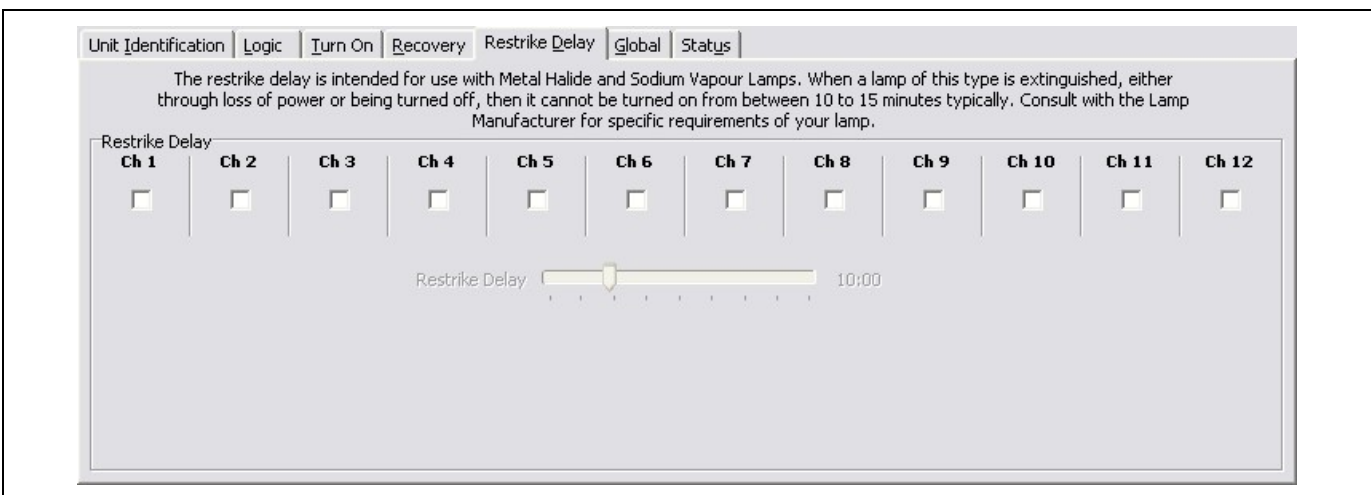 Unit Identification Logic Turn On Recovery Restrike Delay Global Status
The restrike delay is intended for use with Metal Halide and Sodium Vapour Lamps. When a lamp of this type is extinguished, either
through loss of power or being turned off, then it cannot be turned on from between 10 to 15 minutes typically. Consult with the Lamp
Manufacturer for specific requirements of your lamp.
Restrike Delay
Ch 1 Ch 2 Ch 3 Ch 4 Ch 5 Ch 6 Ch 7 Ch 8 Ch 9 Ch 10 Ch 11 Ch 12
Restrike Delay 10:00